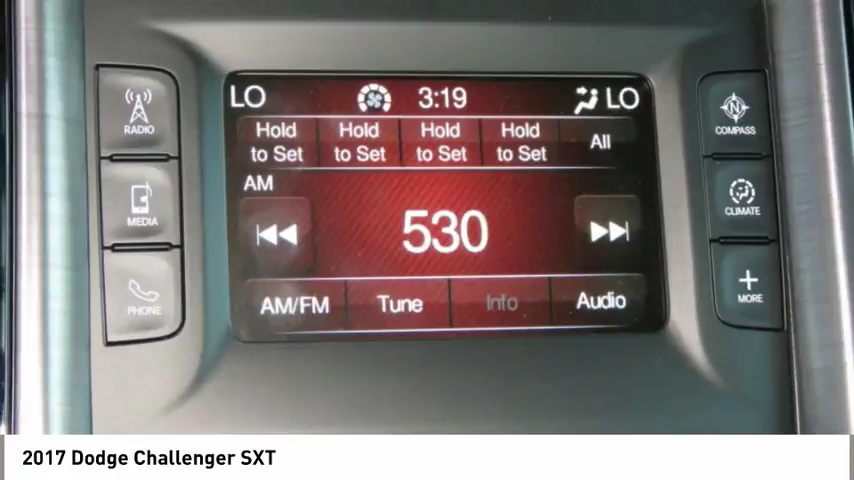 LO 3:19 LO
Hold to Set Hold to Set Hold to Set Hold to Set All
AM
530
AM/FM Tune Info Audio
RADIO
MEDIA
PHONE
N
COMPASS
CLIMATE
MORE
2017 Dodge Challenger SXT